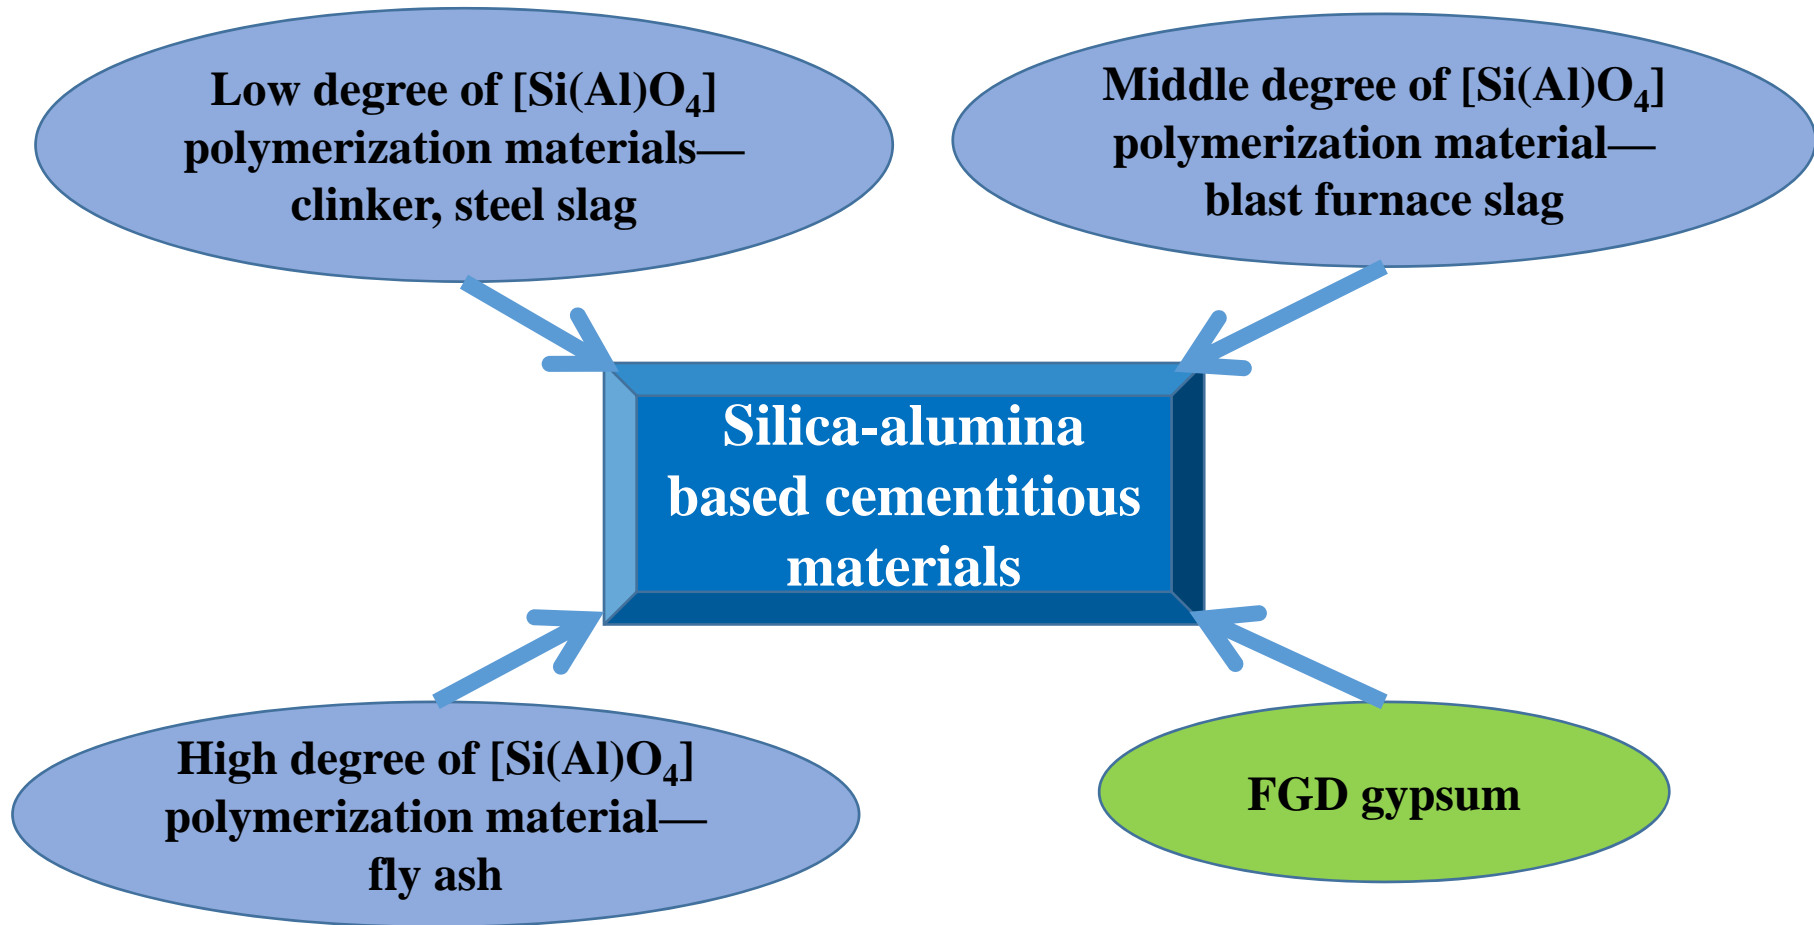 Low degree of [Si(Al)O₄]
polymerization materials—
clinker, steel slag
Middle degree of [Si(Al)O₄]
polymerization material—
blast furnace slag
Silica-alumina
based cementitious
materials
High degree of [Si(Al)O₄]
polymerization material—
fly ash
FGD gypsum